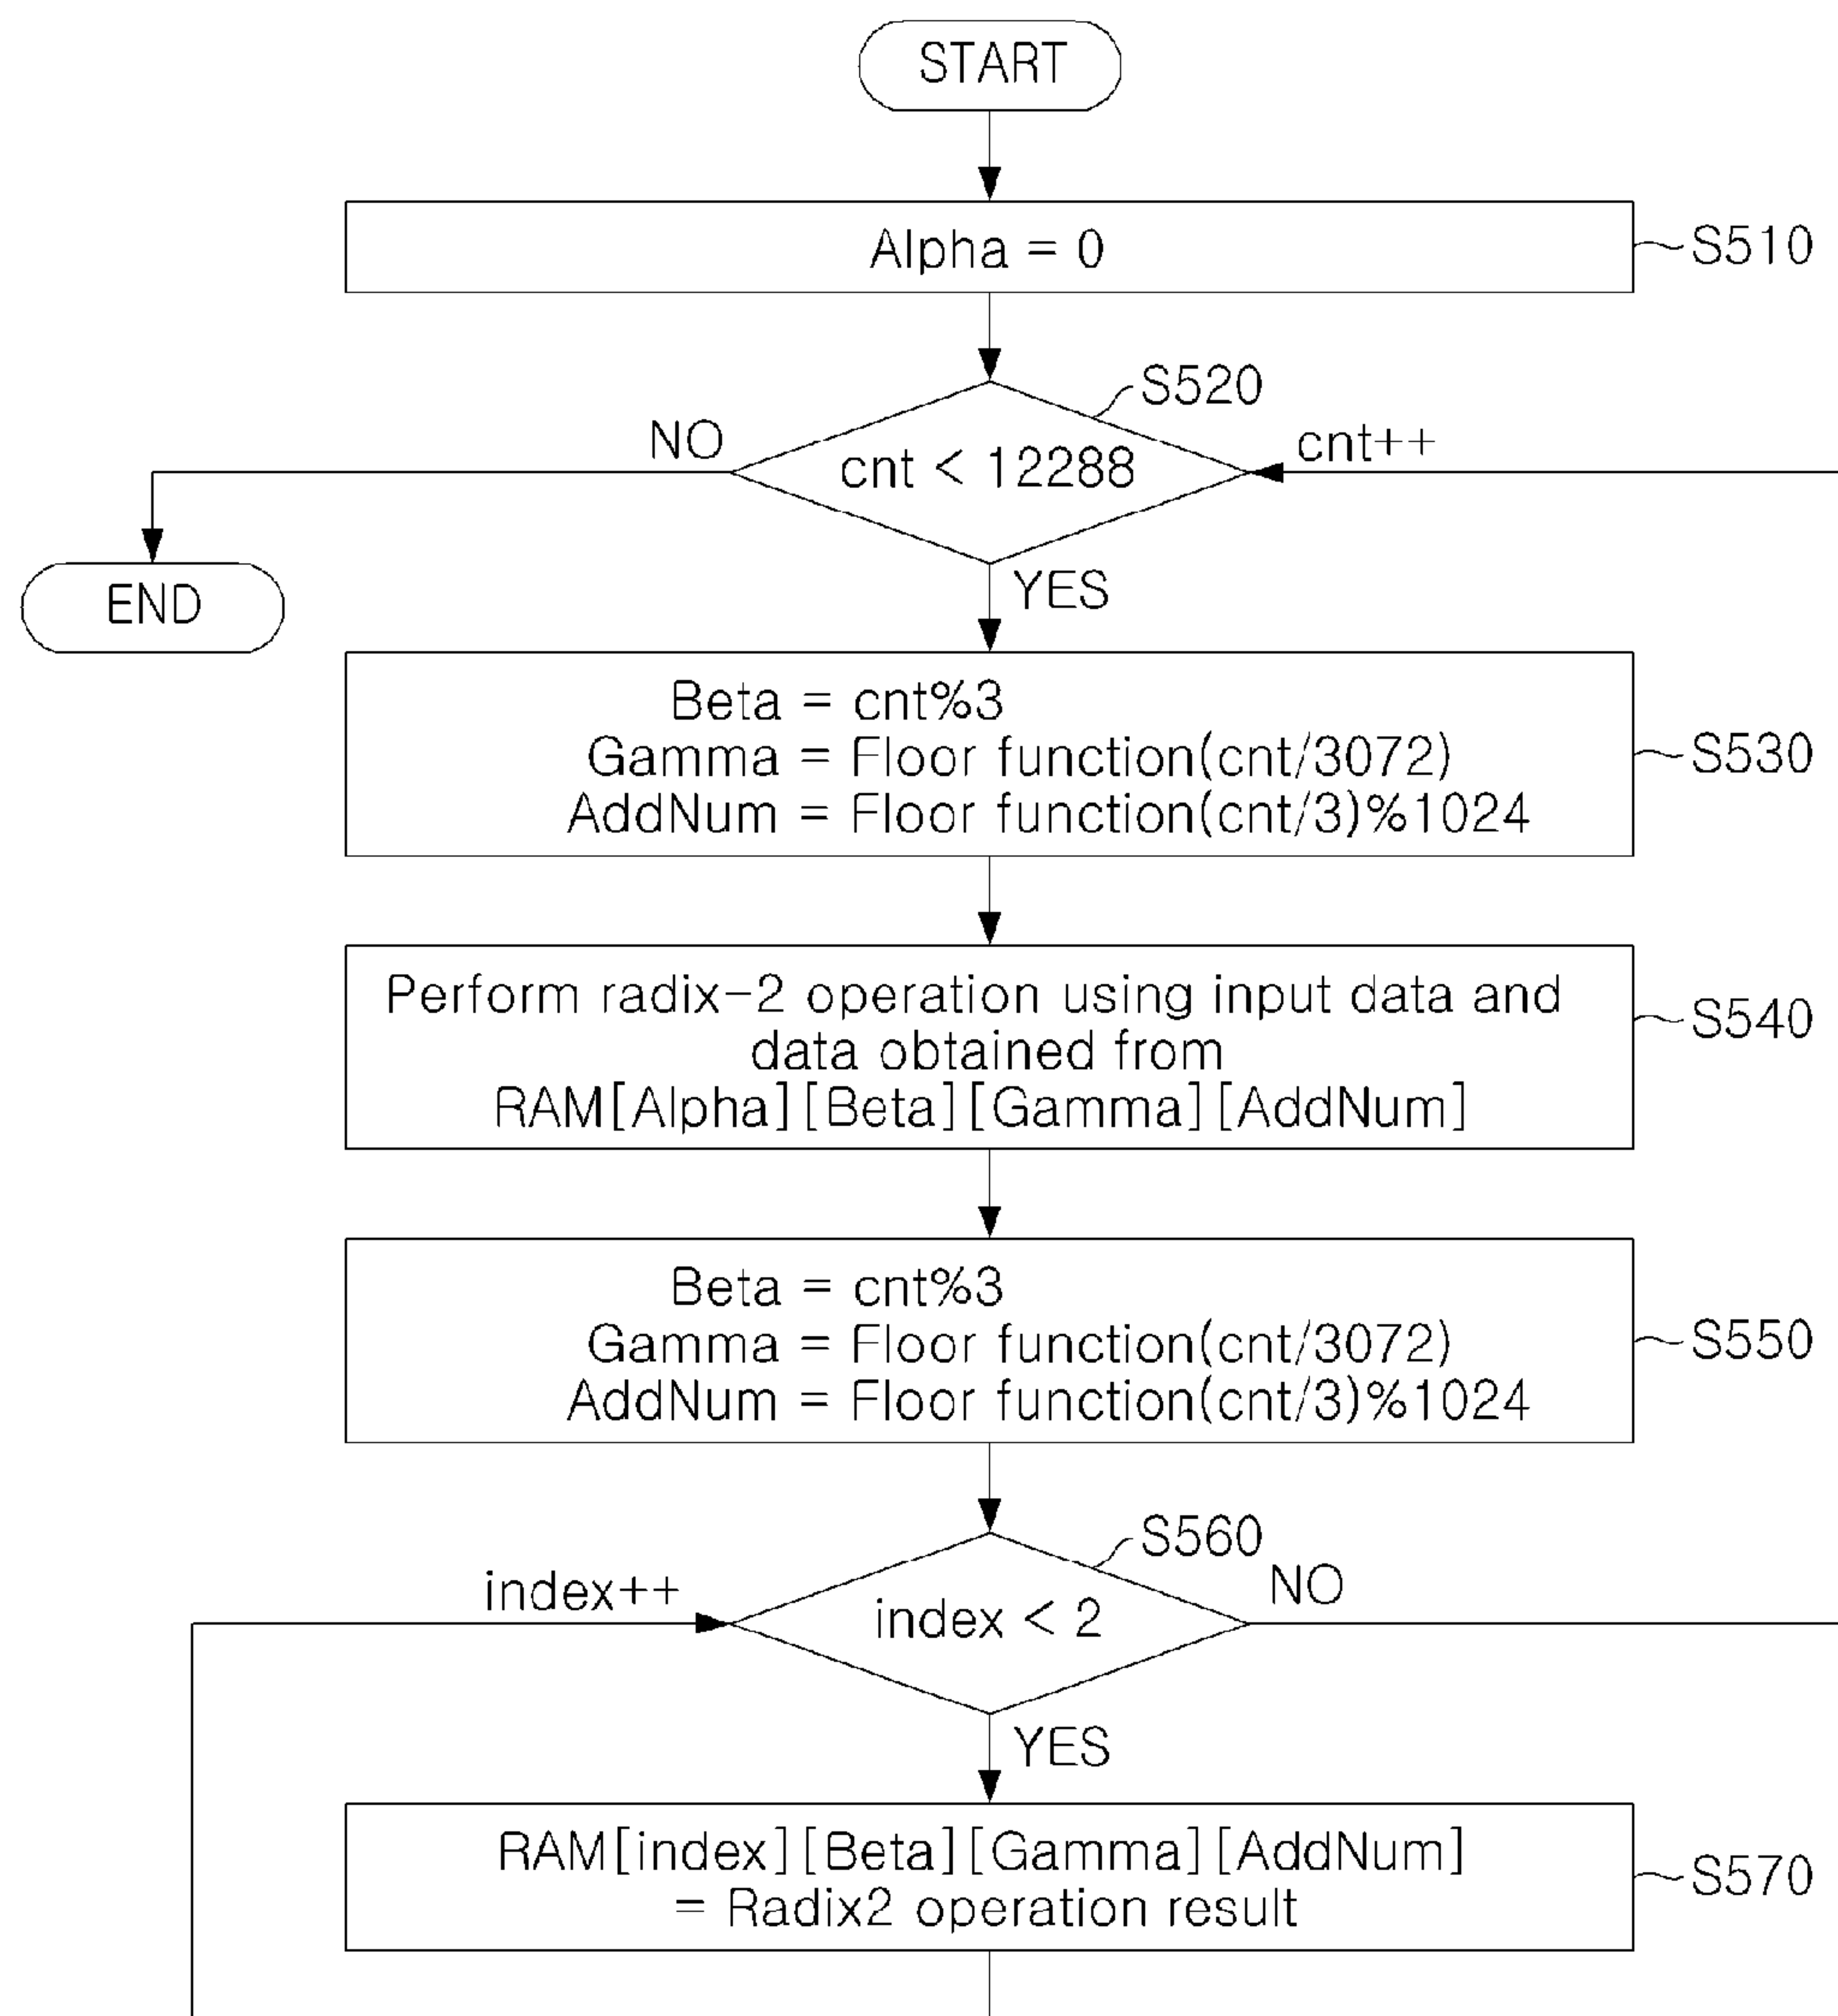 START
Alpha = 0
S510
S520
NO
cnt < 12288
cnt++
END
YES
Beta = cnt%3
Gamma = Floor function(cnt/3072)
AddNum = Floor function(cnt/3)%1024
S530
Perform radix-2 operation using input data and
data obtained from
RAM[Alpha][Beta][Gamma][AddNum]
S540
Beta = cnt%3
Gamma = Floor function(cnt/3072)
AddNum = Floor function(cnt/3)%1024
S550
S560
index++
index < 2
NO
YES
RAM[index][Beta][Gamma][AddNum]
= Radix2 operation result
S570